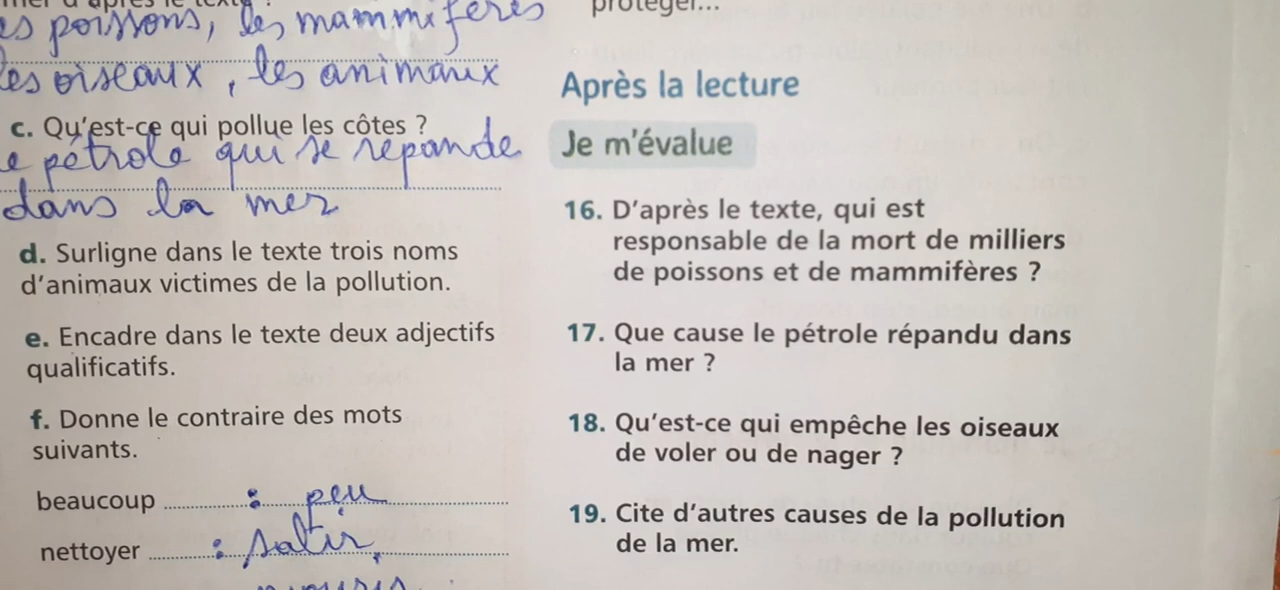 es poissons, les mammifères
les oiseaux, les animaux
c. Qu'est-ce qui pollue les côtes ?
e pétrole qui se répande
dans la mer
d. Surligne dans le texte trois noms
d'animaux victimes de la pollution.
e. Encadre dans le texte deux adjectifs
qualificatifs.
f. Donne le contraire des mots
suivants.
beaucoup ........ : peu
nettoyer ........ : salir.
protéger...
Après la lecture
Je m'évalue
16. D'après le texte, qui est
responsable de la mort de milliers
de poissons et de mammifères ?
17. Que cause le pétrole répandu dans
la mer ?
18. Qu'est-ce qui empêche les oiseaux
de voler ou de nager ?
19. Cite d'autres causes de la pollution
de la mer.